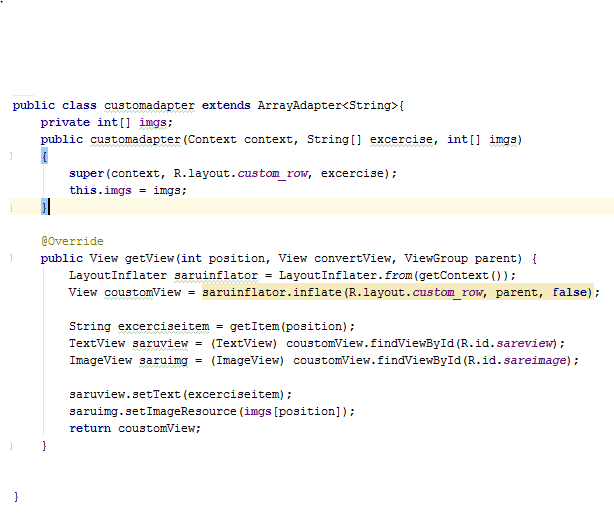 public class customadapter extends ArrayAdapter<String>{
private int[] imgs;
public customadapter(Context context, String[] excercise, int[] imgs)
{
super(context, R.layout.custom_row, excercise);
this.imgs = imgs;
}
@Override
public View getView(int position, View convertView, ViewGroup parent) {
LayoutInflater saruinflator = LayoutInflater.from(getContext());
View coustomView = saruinflator.inflate(R.layout.custom_row, parent, false);
String excerciseitem = getItem(position);
TextView saruview = (TextView) coustomView.findViewById(R.id.sareview);
ImageView saruimg = (ImageView) coustomView.findViewById(R.id.sareimage);
saruview.setText(excerciseitem);
saruimg.setImageResource(imgs[position]);
return coustomView;
}
}